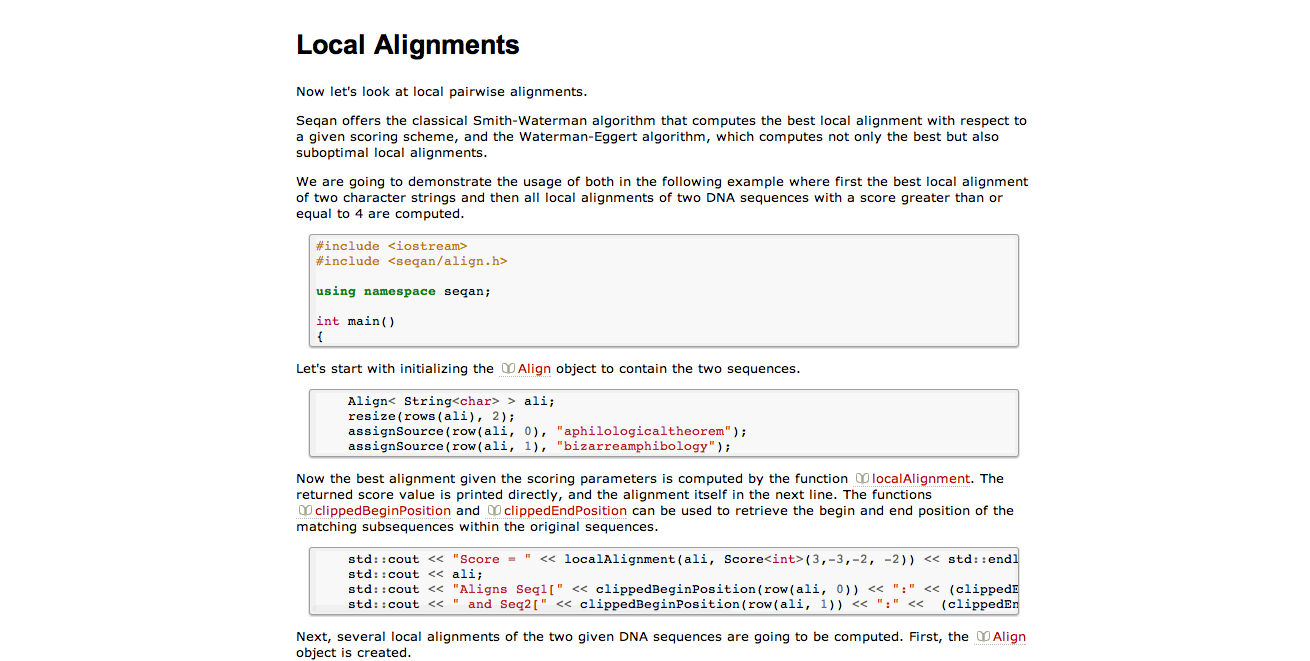 Local Alignments
Now let's look at local pairwise alignments.
Seqan offers the classical Smith-Waterman algorithm that computes the best local alignment with respect to
a given scoring scheme, and the Waterman-Eggert algorithm, which computes not only the best but also
suboptimal local alignments.
We are going to demonstrate the usage of both in the following example where first the best local alignment
of two character strings and then all local alignments of two DNA sequences with a score greater than or
equal to 4 are computed.
#include <iostream>
#include <seqan/align.h>
using namespace seqan;
int main()
{
Let's start with initializing the Align object to contain the two sequences.
Align< String<char> > ali;
resize(rows(ali), 2);
assignSource(row(ali, 0), "aphilologicaltheorem");
assignSource(row(ali, 1), "bizarreamphibology");
Now the best alignment given the scoring parameters is computed by the function localAlignment. The
returned score value is printed directly, and the alignment itself in the next line. The functions
clippedBeginPosition and clippedEndPosition can be used to retrieve the begin and end position of the
matching subsequences within the original sequences.
std::cout << "Score = " << localAlignment(ali, Score<int>(3,-3,-2, -2)) << std::endl
std::cout << ali;
std::cout << "Aligns Seq1[" << clippedBeginPosition(row(ali, 0)) << ":" << (clippedE
std::cout << " and Seq2[" << clippedBeginPosition(row(ali, 1)) << ":" <<  (clippedEn
Next, several local alignments of the two given DNA sequences are going to be computed. First, the Align
object is created.